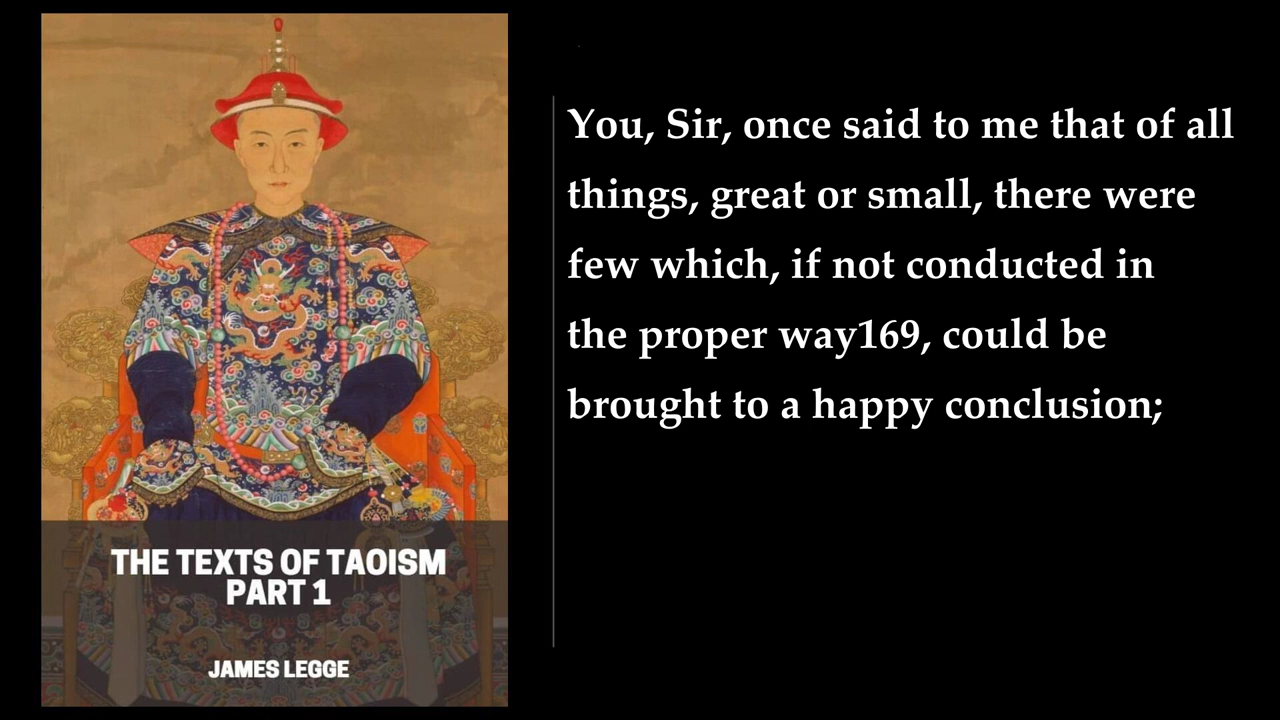 THE TEXTS OF TAOISM
PART 1
JAMES LEGGE
You, Sir, once said to me that of all
things, great or small, there were
few which, if not conducted in
the proper way169, could be
brought to a happy conclusion;